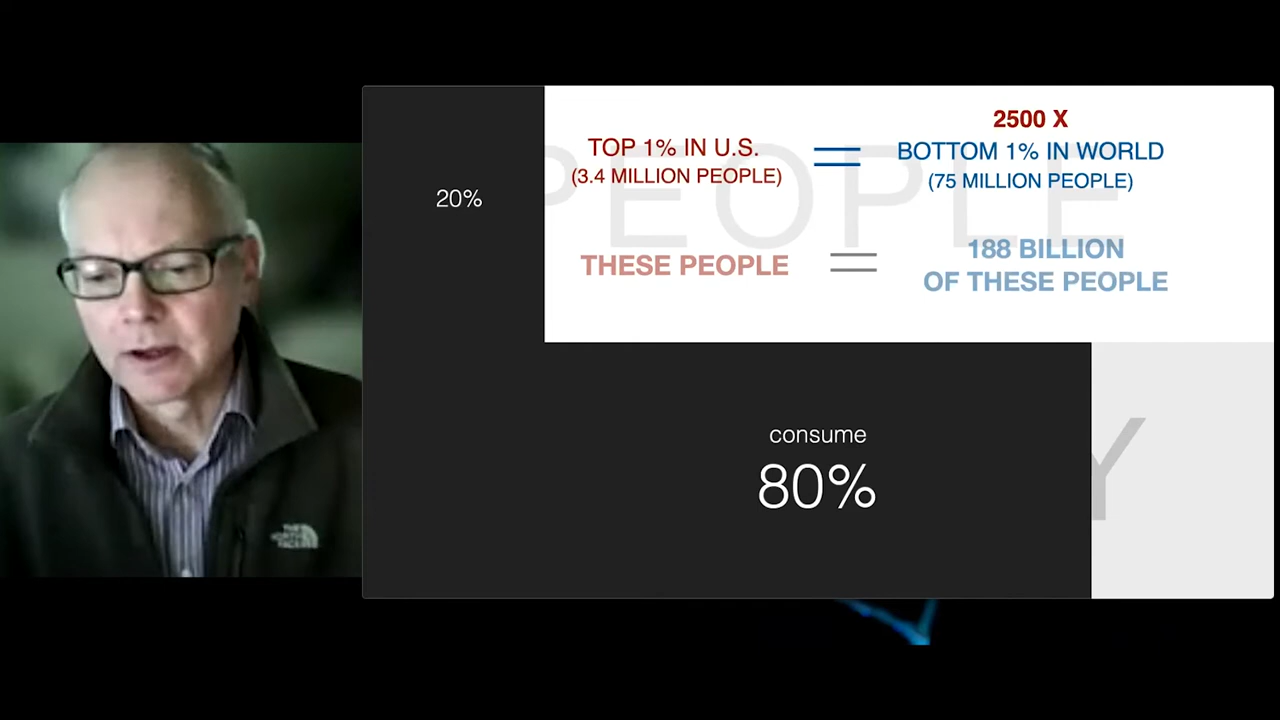 THE
NORTH
FACE
20%
PEOPLE
TOP 1% IN U.S.
(3.4 MILLION PEOPLE)
2500 X
BOTTOM 1% IN WORLD
(75 MILLION PEOPLE)
THESE PEOPLE
188 BILLION
OF THESE PEOPLE
consume
80%
Y